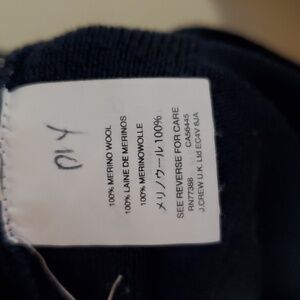 100% MERINO WOOL
100% LAINE DE MERINOS
100% MERINOWOLLE
メリノウール 100%
SEE REVERSE FOR CARE
RN77388 CA56445
J.CREW U.K. Ltd EC4V 6JA